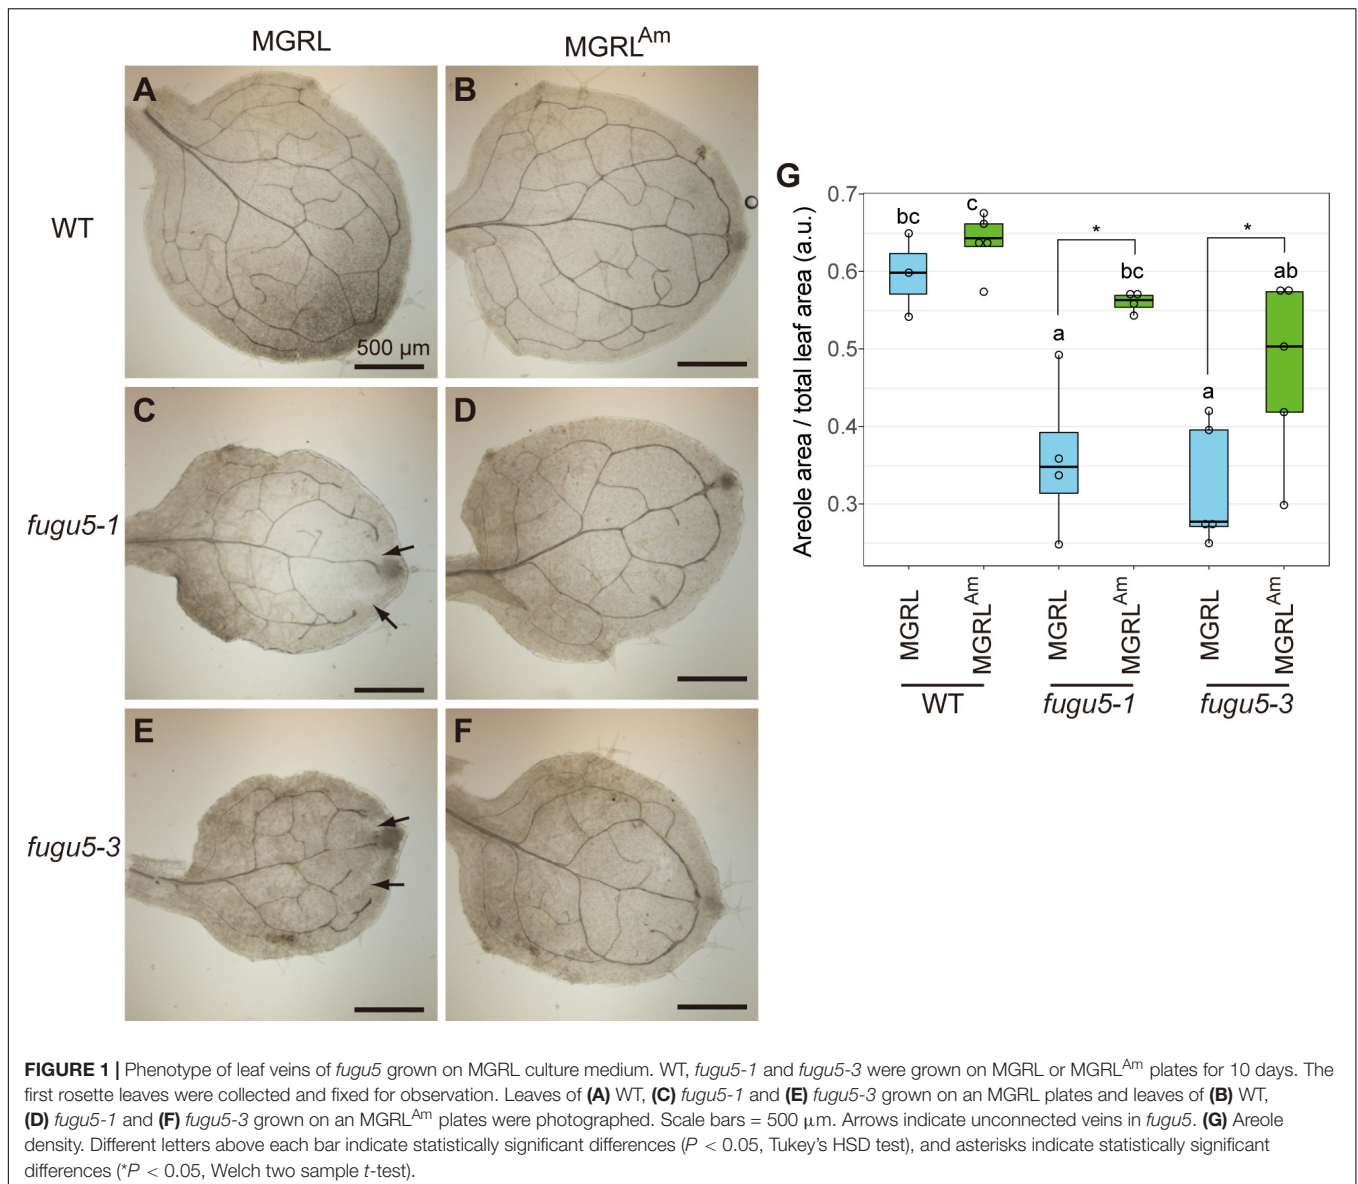 MGRL
MGRL^Am
A
B
WT
500 μm
C
D
fugu5-1
E
F
fugu5-3
G
Areole area / total leaf area (a.u.)
0.7
0.6
0.5
0.4
0.3
bc
c
a
*
bc
a
*
ab
MGRL
MGRL^Am
MGRL
MGRL^Am
MGRL
MGRL^Am
WT
fugu5-1
fugu5-3
FIGURE 1 | Phenotype of leaf veins of fugu5 grown on MGRL culture medium. WT, fugu5-1 and fugu5-3 were grown on MGRL or MGRL^Am plates for 10 days. The
first rosette leaves were collected and fixed for observation. Leaves of (A) WT, (C) fugu5-1 and (E) fugu5-3 grown on an MGRL plates and leaves of (B) WT,
(D) fugu5-1 and (F) fugu5-3 grown on an MGRL^Am plates were photographed. Scale bars = 500 μm. Arrows indicate unconnected veins in fugu5. (G) Areole
density. Different letters above each bar indicate statistically significant differences (P < 0.05, Tukey's HSD test), and asterisks indicate statistically significant
differences (*P < 0.05, Welch two sample t-test).